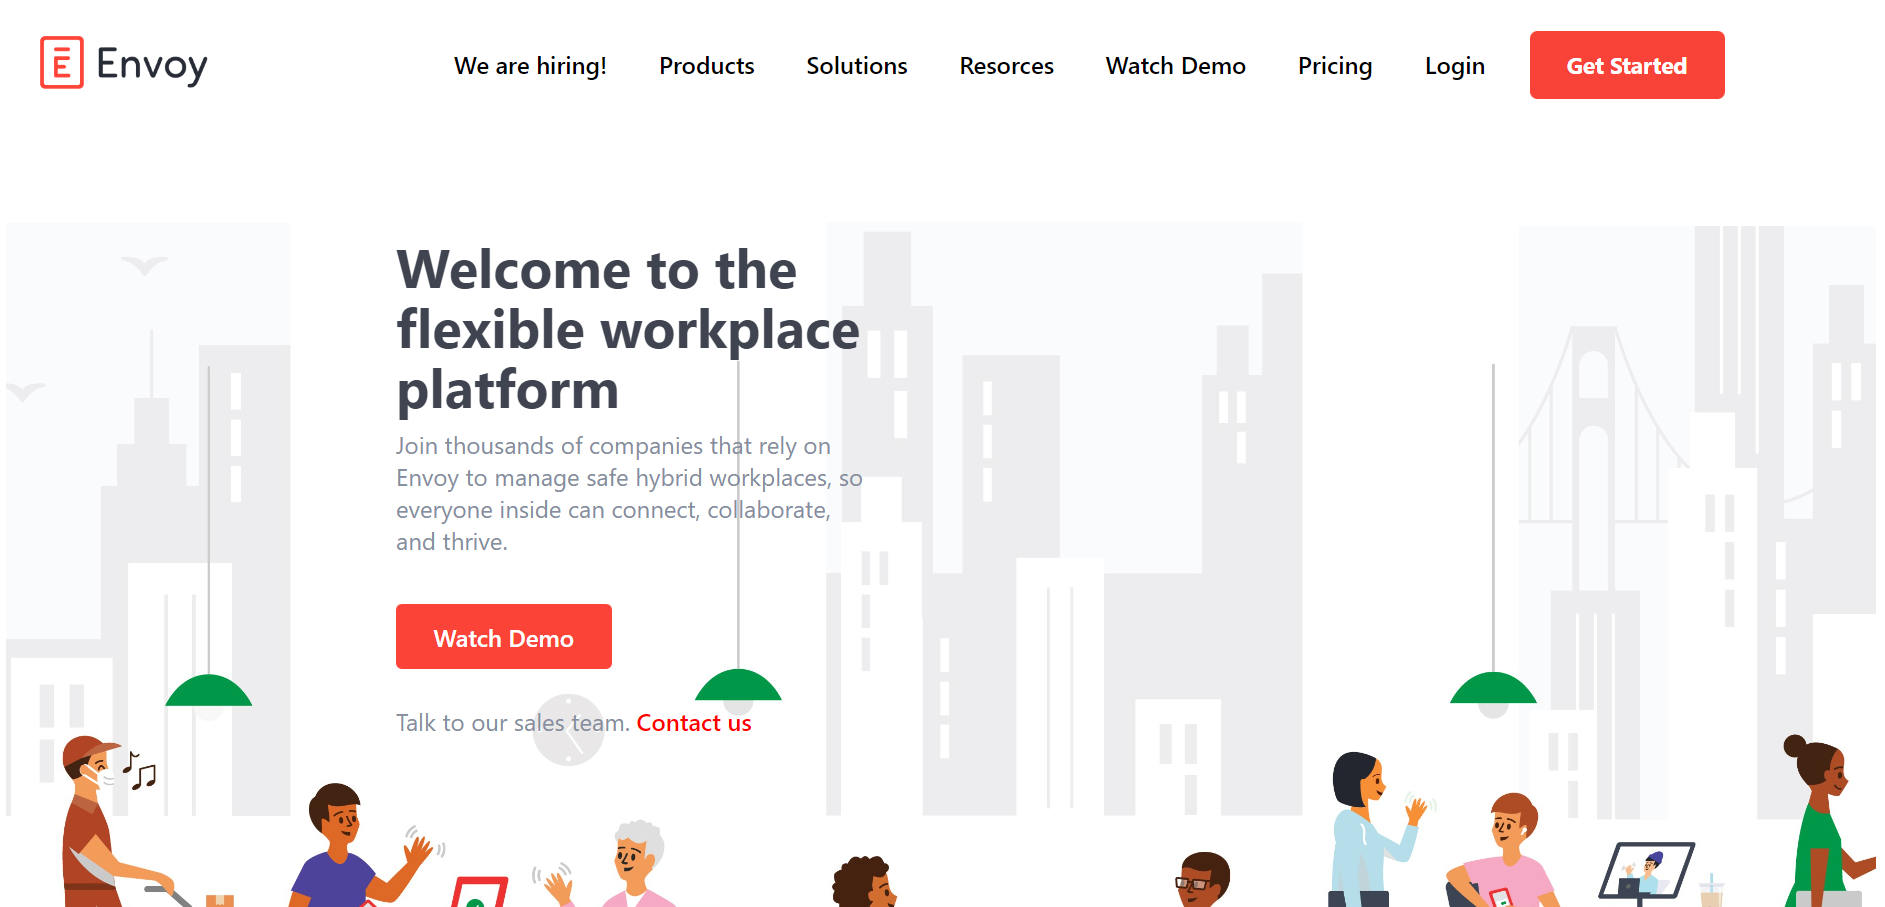 Envoy
We are hiring! Products Solutions Resorces Watch Demo Pricing Login Get Started
Welcome to the
flexible workplace
platform
Join thousands of companies that rely on
Envoy to manage safe hybrid workplaces, so
everyone inside can connect, collaborate,
and thrive.
Watch Demo
Talk to our sales team. Contact us